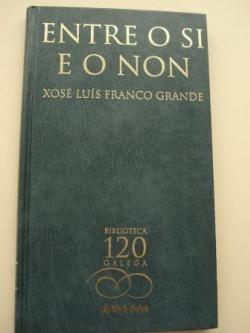 ENTRE O SI
E O NON
XOSÉ LUÍS FRANCO GRANDE
BIBLIOTECA
120
GALEGA